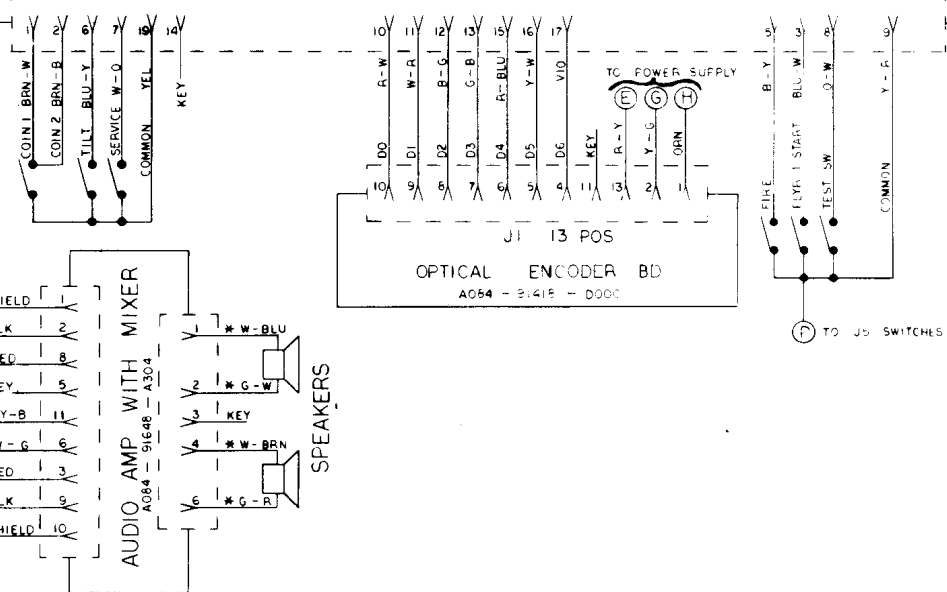 1 2 6 7 19 14
10 11 12 13 15 16 17
5 3 8 9
COIN 1 BRN-W
COIN 2 BRN-B
TILT BLU-Y
SERVICE W-O
COMMON YEL
KEY
D0 R-W
D1 W-R
D2 B-G
D3 G-B
D4 R-BLU
D5 Y-W
D6 VIO
KEY
TO POWER SUPPLY
E G H
R-Y
Y-G
ORN
10 9 8 7 6 5 4 11 13 2 1
J1 13 POS
OPTICAL ENCODER BD
FIRE B-Y
PLYR 1 START BLU-W
TEST SW O-W
COMMON Y-R
TO J5 SWITCHES
IELD 1
LK 2
ED 8
EY 5
Y-B 11
6
ED 3
LK 9
HIELD 10
AUDIO AMP WITH MIXER
A084 - 91648 - A304
1 * W-BLU
2 * G-W
3 KEY
4 * W-BRN
6 * G-R
SPEAKERS